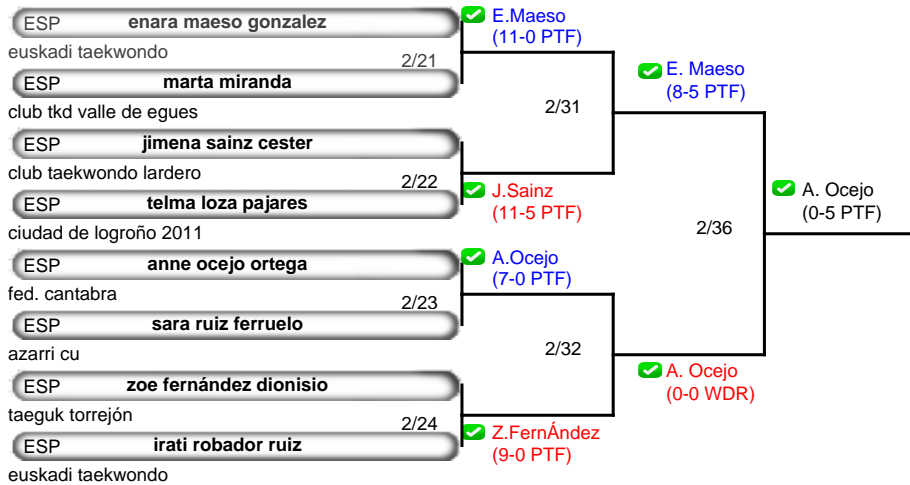 ESP enara maeso gonzalez
euskadi taekwondo
2/21
ESP marta miranda
club tkd valle de egues
ESP jimena sainz cester
club taekwondo lardero
2/22
ESP telma loza pajares
ciudad de logroño 2011
ESP anne ocejo ortega
fed. cantabra
2/23
ESP sara ruiz ferruelo
azarri cu
ESP zoe fernández dionisio
taeguk torrejón
2/24
ESP irati robador ruiz
euskadi taekwondo
E.Maeso
(11-0 PTF)
2/31
J.Sainz
(11-5 PTF)
A.Ocejo
(7-0 PTF)
2/32
Z.FernÁndez
(9-0 PTF)
E. Maeso
(8-5 PTF)
2/36
A. Ocejo
(0-0 WDR)
A. Ocejo
(0-5 PTF)